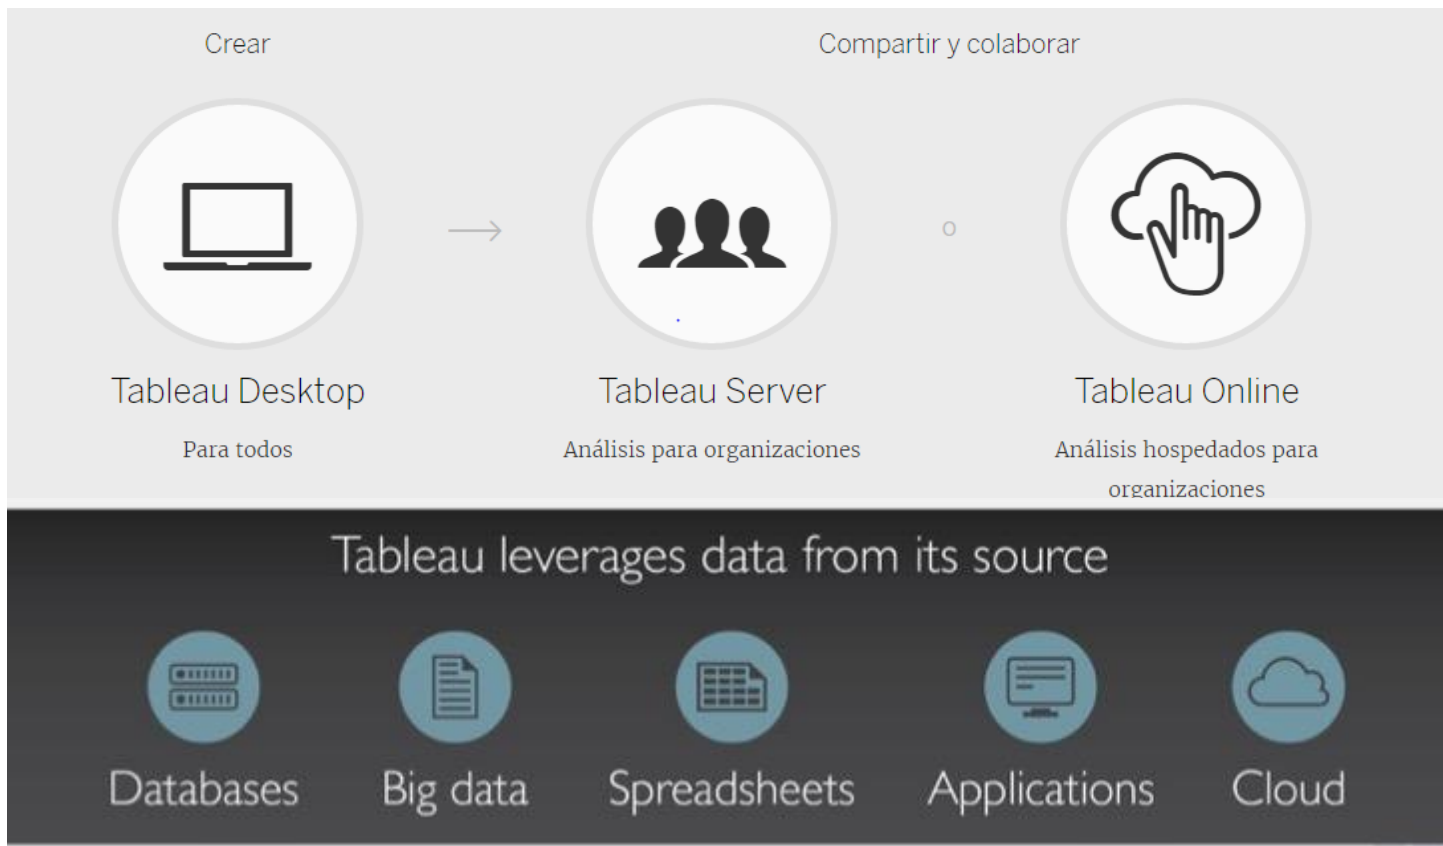 Crear
Compartir y colaborar
o
Tableau Desktop
Tableau Server
Tableau Online
Para todos
Análisis para organizaciones
Análisis hospedados para
organizaciones
Tableau leverages data from its source
Databases
Big data
Spreadsheets
Applications
Cloud